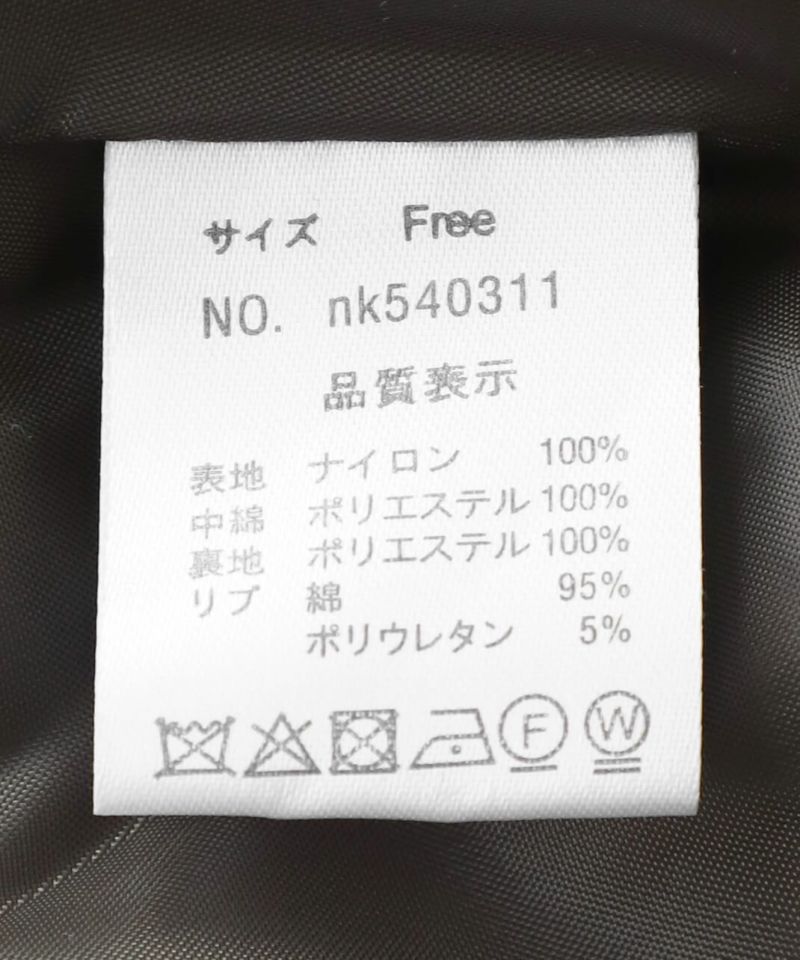 サイズ Free
NO. nk540311
品質表示
表地 ナイロン 100%
中綿 ポリエステル 100%
裏地 ポリエステル 100%
リブ 綿 95%
ポリウレタン 5%
F W